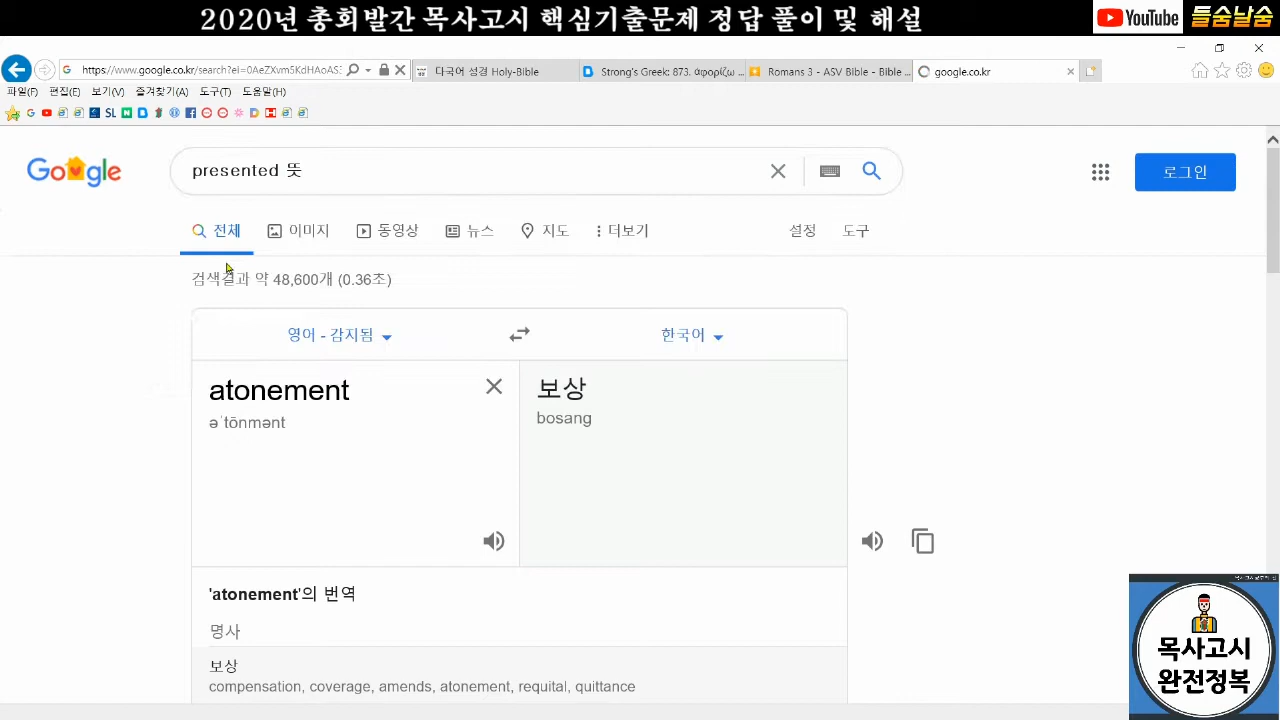 2020년 총회발간 목사고시 핵심기출문제 정답 풀이 및 해설
YouTube 들숨날숨
https://www.google.co.kr/search?ei=0AeZXvm5KdHAoAS
다국어 성경 Holy-Bible
Strong's Greek: 873. ἀφορίζω ...
Romans 3 - ASV Bible - Bible ...
google.co.kr
파일(F) 편집(E) 보기(V) 즐겨찾기(A) 도구(T) 도움말(H)
Google
presented 뜻
로그인
전체 이미지 동영상 뉴스 지도 더보기 설정 도구
검색결과 약 48,600개 (0.36초)
영어 - 감지됨 한국어
atonement 보상
əˈtōnmənt bosang
'atonement'의 번역
명사
보상
compensation, coverage, amends, atonement, requital, quittance
목사고시
완전정복